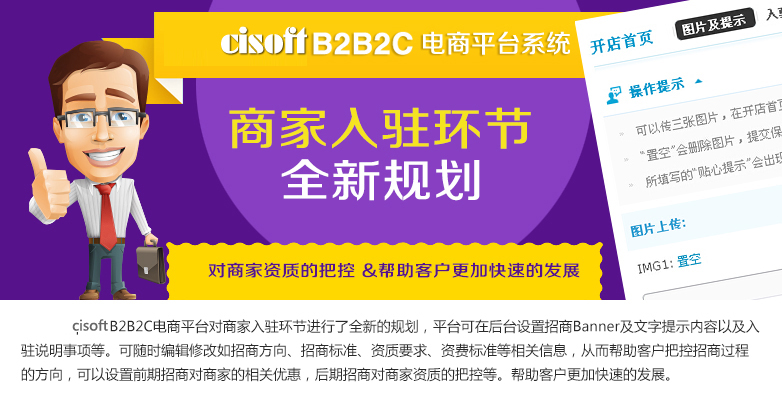 cisoft B2B2C 电商平台系统
商家入驻环节
全新规划
对商家资质的把控 &帮助客户更加快速的发展
开店首页
图片及提示
操作提示
可以传三张图片，在开店首页
“置空”会删除图片，提交保
所填写的“贴心提示”会出现
图片上传:
IMG1: 置空
cisoft B2B2C电商平台对商家入驻环节进行了全新的规划，平台可在后台设置招商Banner及文字提示内容以及入
驻说明事项等。可随时编辑修改如招商方向、招商标准、资质要求、资费标准等相关信息，从而帮助客户把控招商过程
的方向，可以设置前期招商对商家的相关优惠，后期招商对商家资质的把控等。帮助客户更加快速的发展。